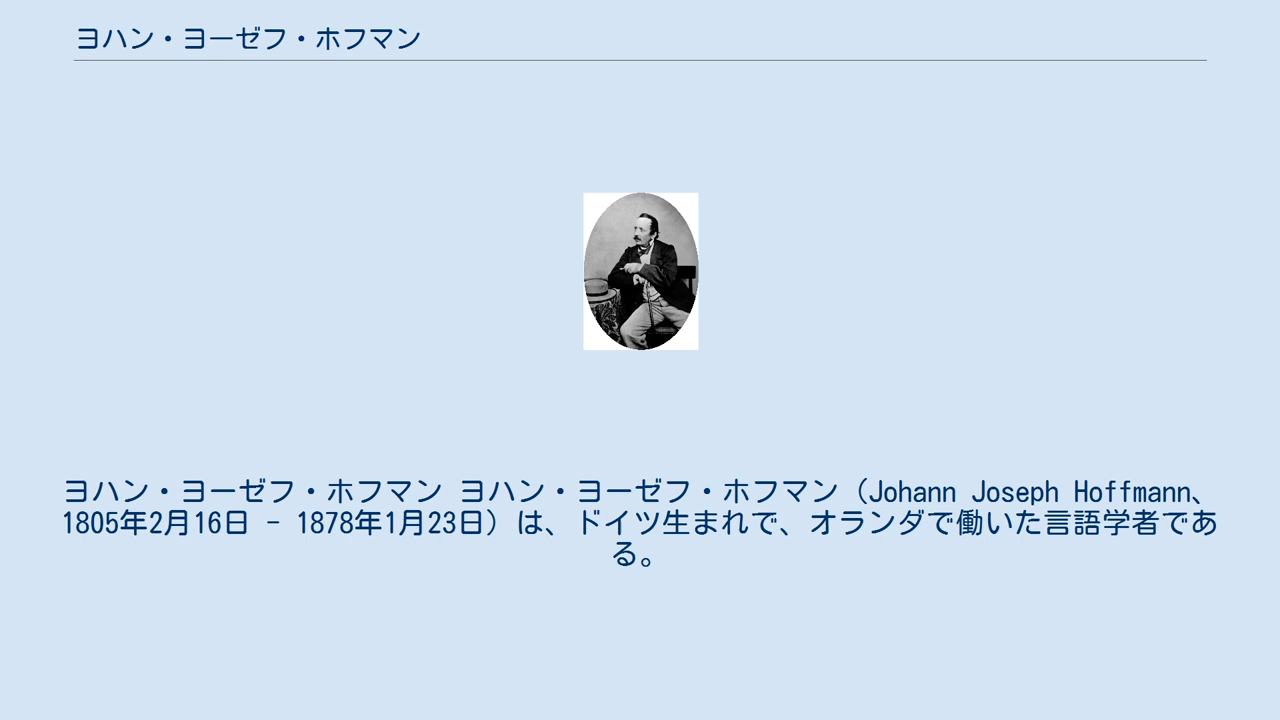 ヨハン・ヨーゼフ・ホフマン
ヨハン・ヨーゼフ・ホフマン ヨハン・ヨーゼフ・ホフマン（Johann Joseph Hoffmann、
1805年2月16日 - 1878年1月23日）は、ドイツ生まれで、オランダで働いた言語学者であ
る。